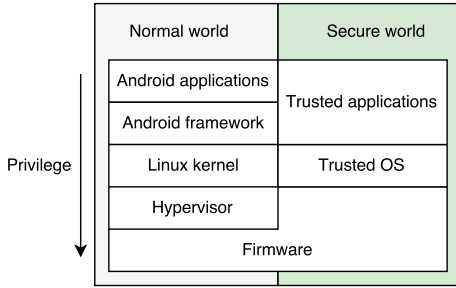 Normal world
Secure world
Android applications
Trusted applications
Android framework
Privilege
Linux kernel
Trusted OS
Hypervisor
Firmware